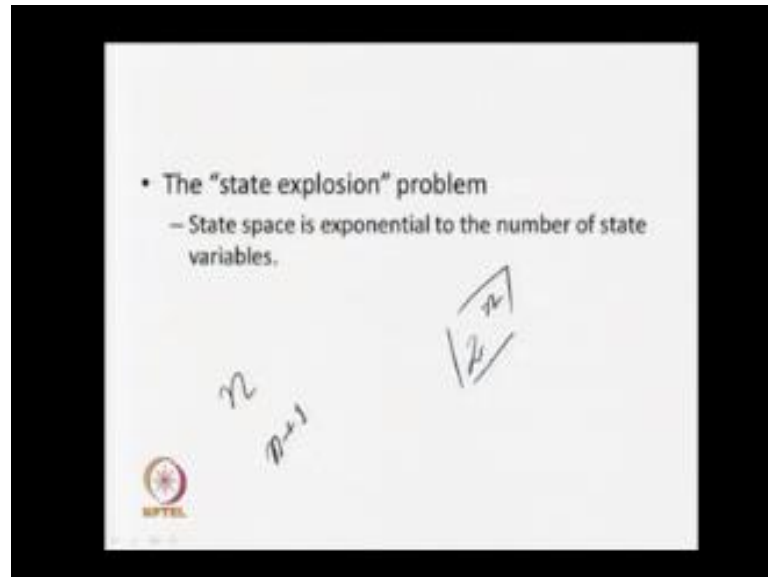 • The "state explosion" problem
– State space is exponential to the number of state
variables.
2^n
n
n+1
NPTEL